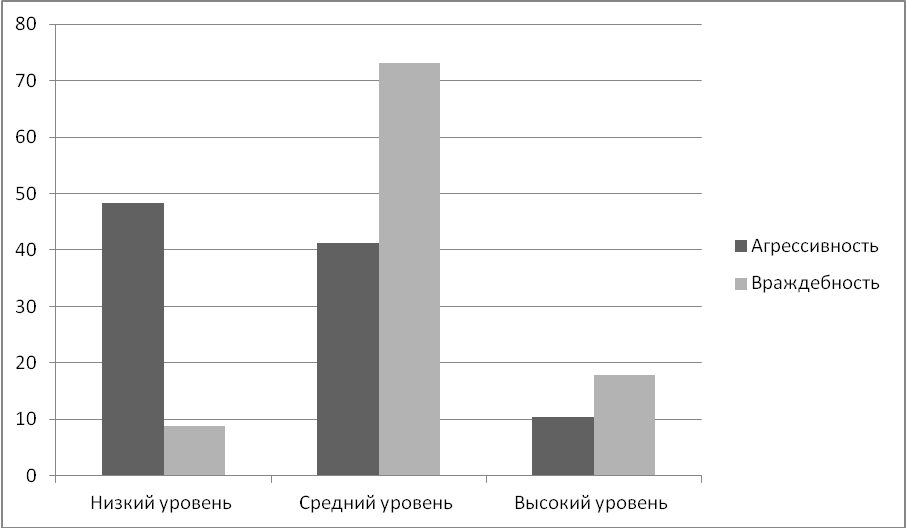 80
70
60
50
40
30
20
10
0
Низкий уровень
Средний уровень
Высокий уровень
Агрессивность
Враждебность